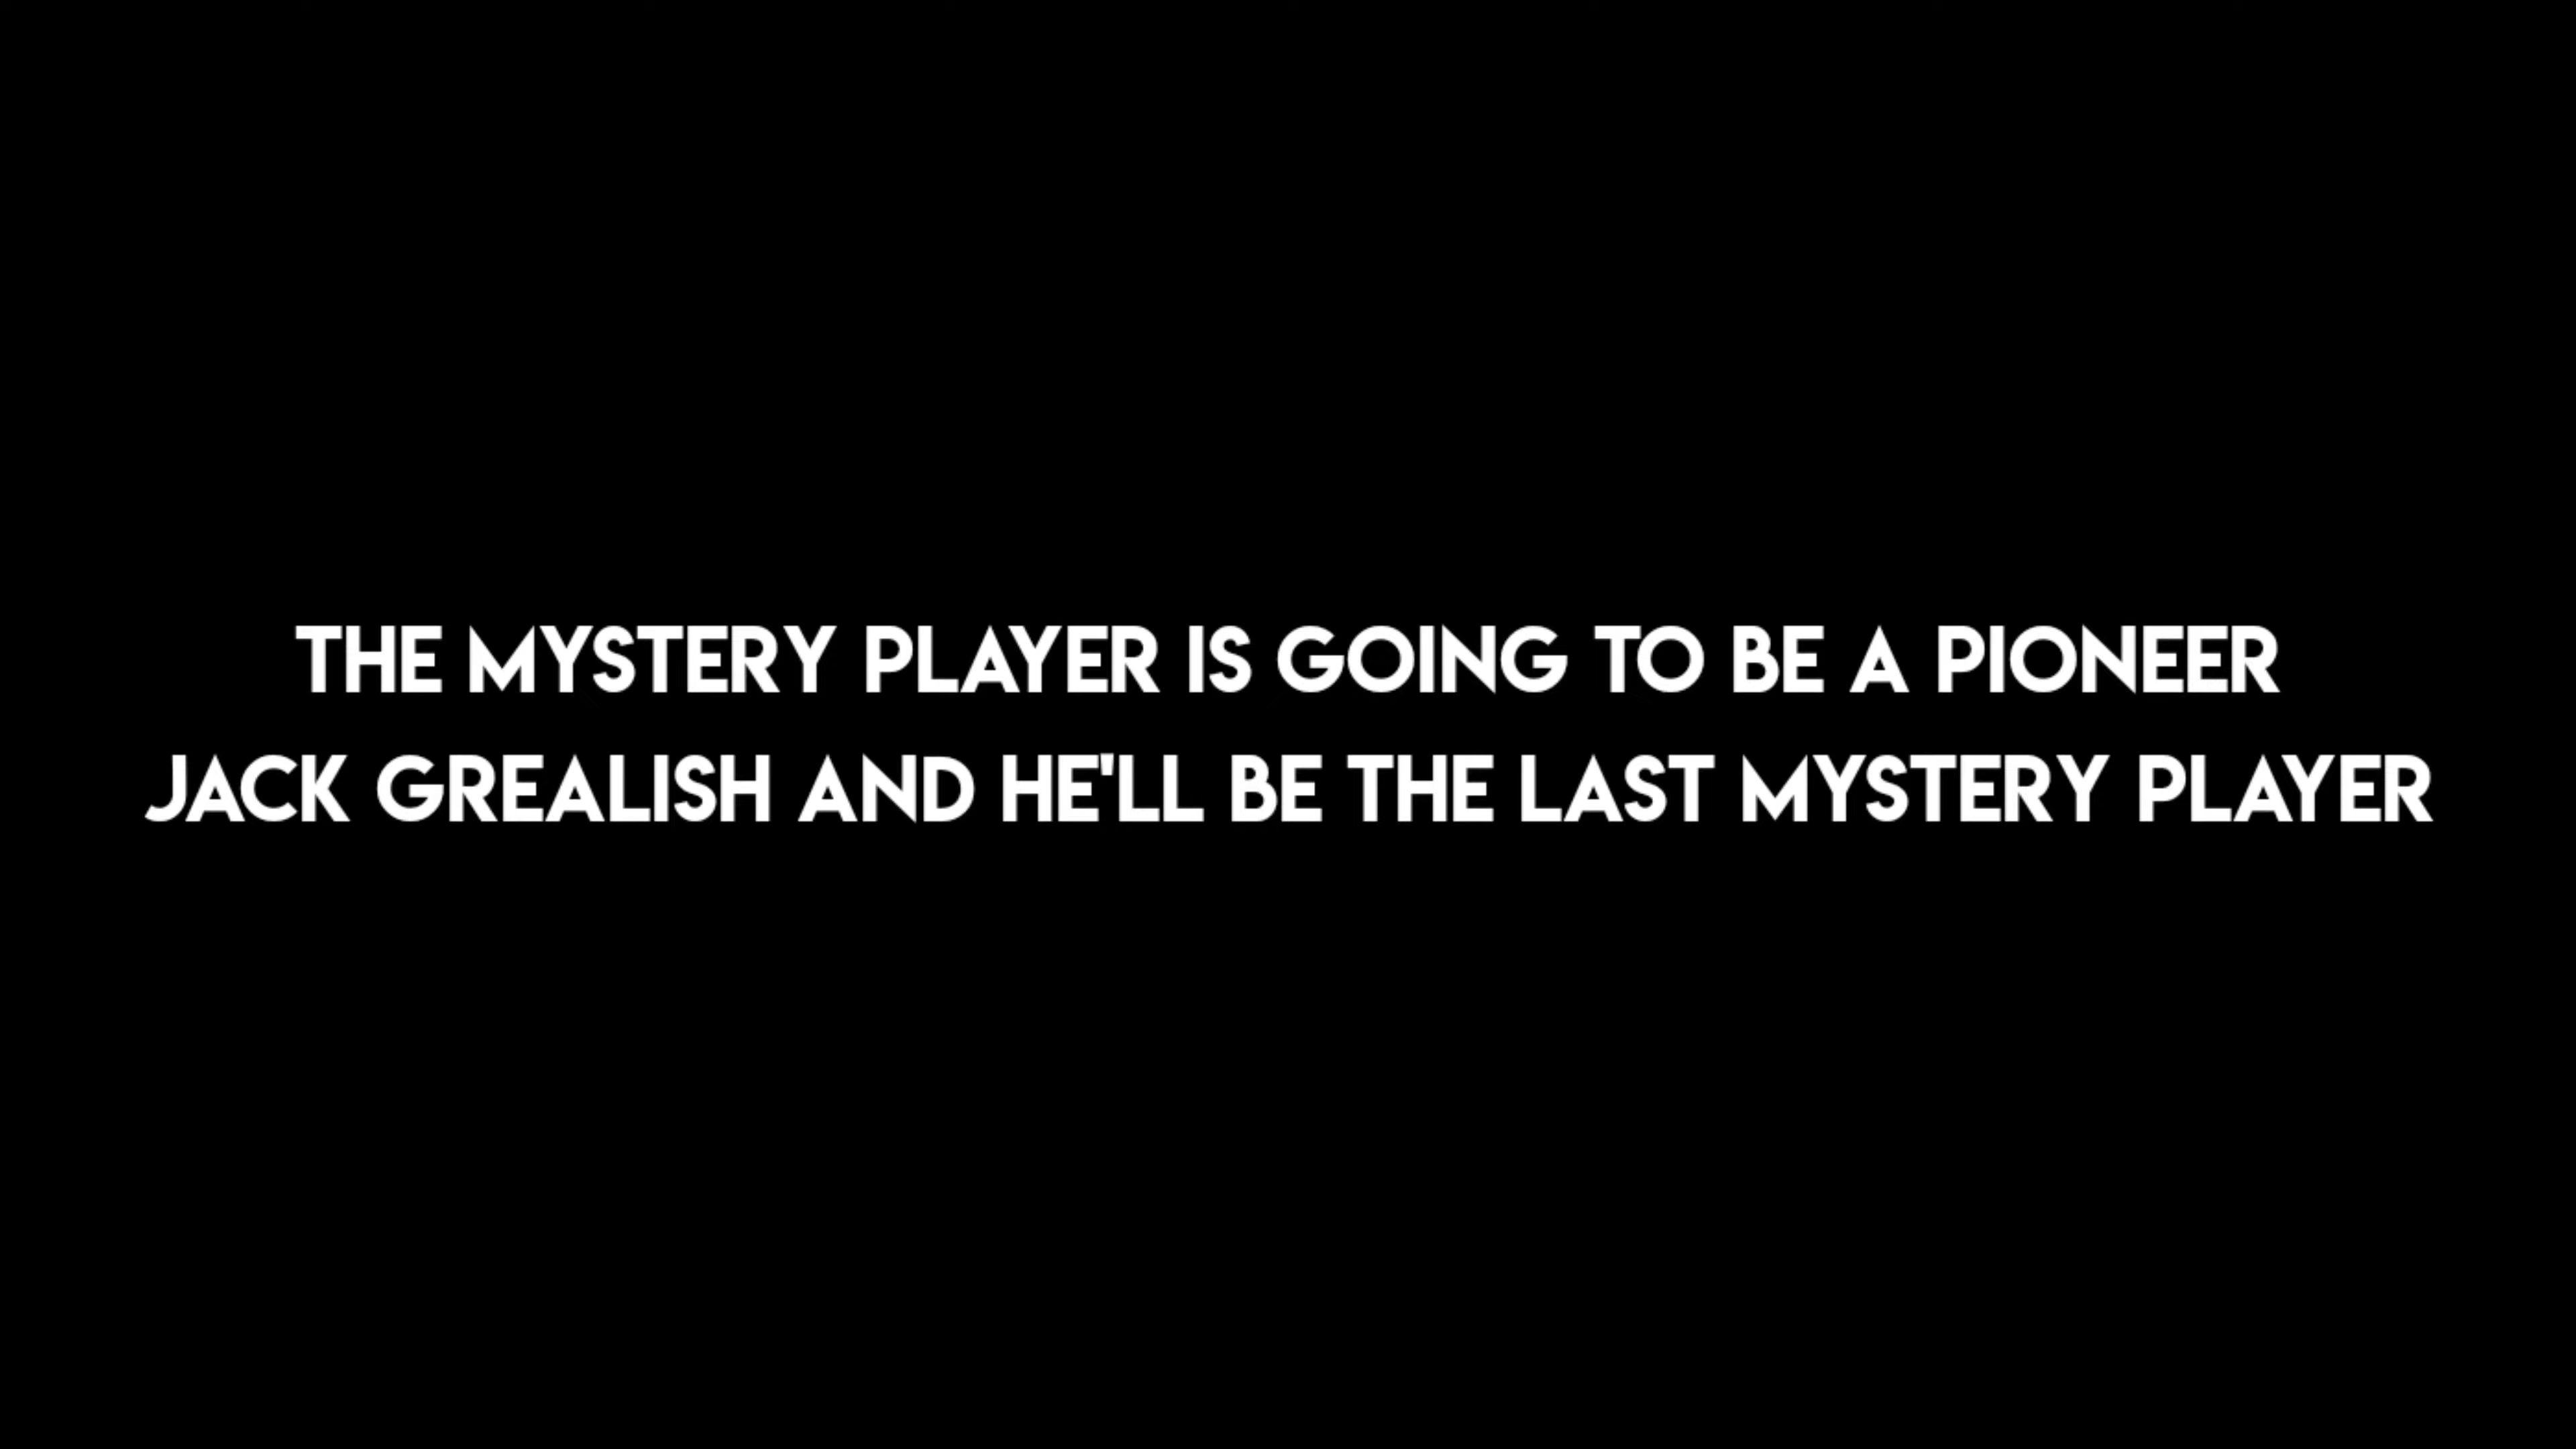 THE MYSTERY PLAYER IS GOING TO BE A PIONEER
JACK GREALISH AND HE'LL BE THE LAST MYSTERY PLAYER